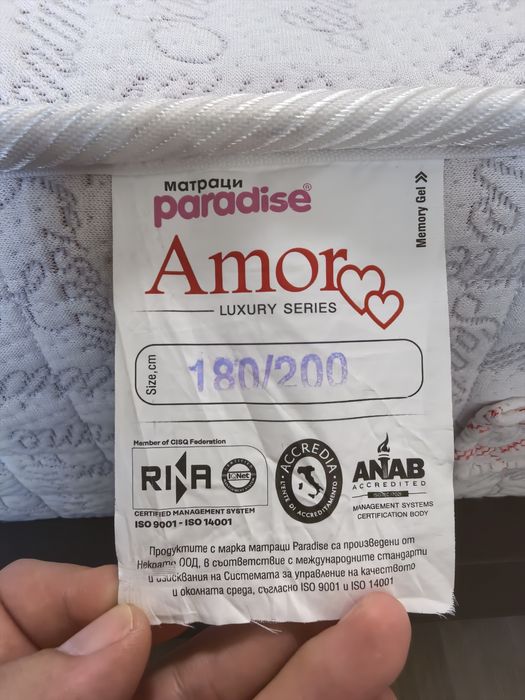 матраци
paradise®
Memory Gel
Amor
LUXURY SERIES
Size,cm
180/200
Member of CISQ Federation
RINA
IQNet
CERTIFIED MANAGEMENT SYSTEM
ISO 9001 - ISO 14001
ACCREDIA
L'ENTE DI ACCREDITAMENTO
ANAB
ACCREDITED
MANAGEMENT SYSTEMS
CERTIFICATION BODY
Продуктите с марка матраци Paradise са произведени от
Некратс ООД, в съответствие с международните стандарти
и изисквания на Системата за управление на качеството
и околната среда, съгласно ISO 9001 и ISO 14001